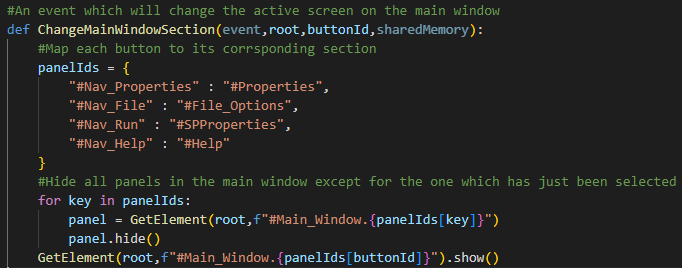 #An event which will change the active screen on the main window
def ChangeMainWindowSection(event,root,buttonId,sharedMemory):
    #Map each button to its corrsponding section
    panelIds = {
        "#Nav_Properties" : "#Properties",
        "#Nav_File" : "#File_Options",
        "#Nav_Run" : "#SPProperties",
        "#Nav_Help" : "#Help"
    }
    #Hide all panels in the main window except for the one which has just been selected
    for key in panelIds:
        panel = GetElement(root,f"#Main_Window.{panelIds[key]}")
        panel.hide()
    GetElement(root,f"#Main_Window.{panelIds[buttonId]}").show()